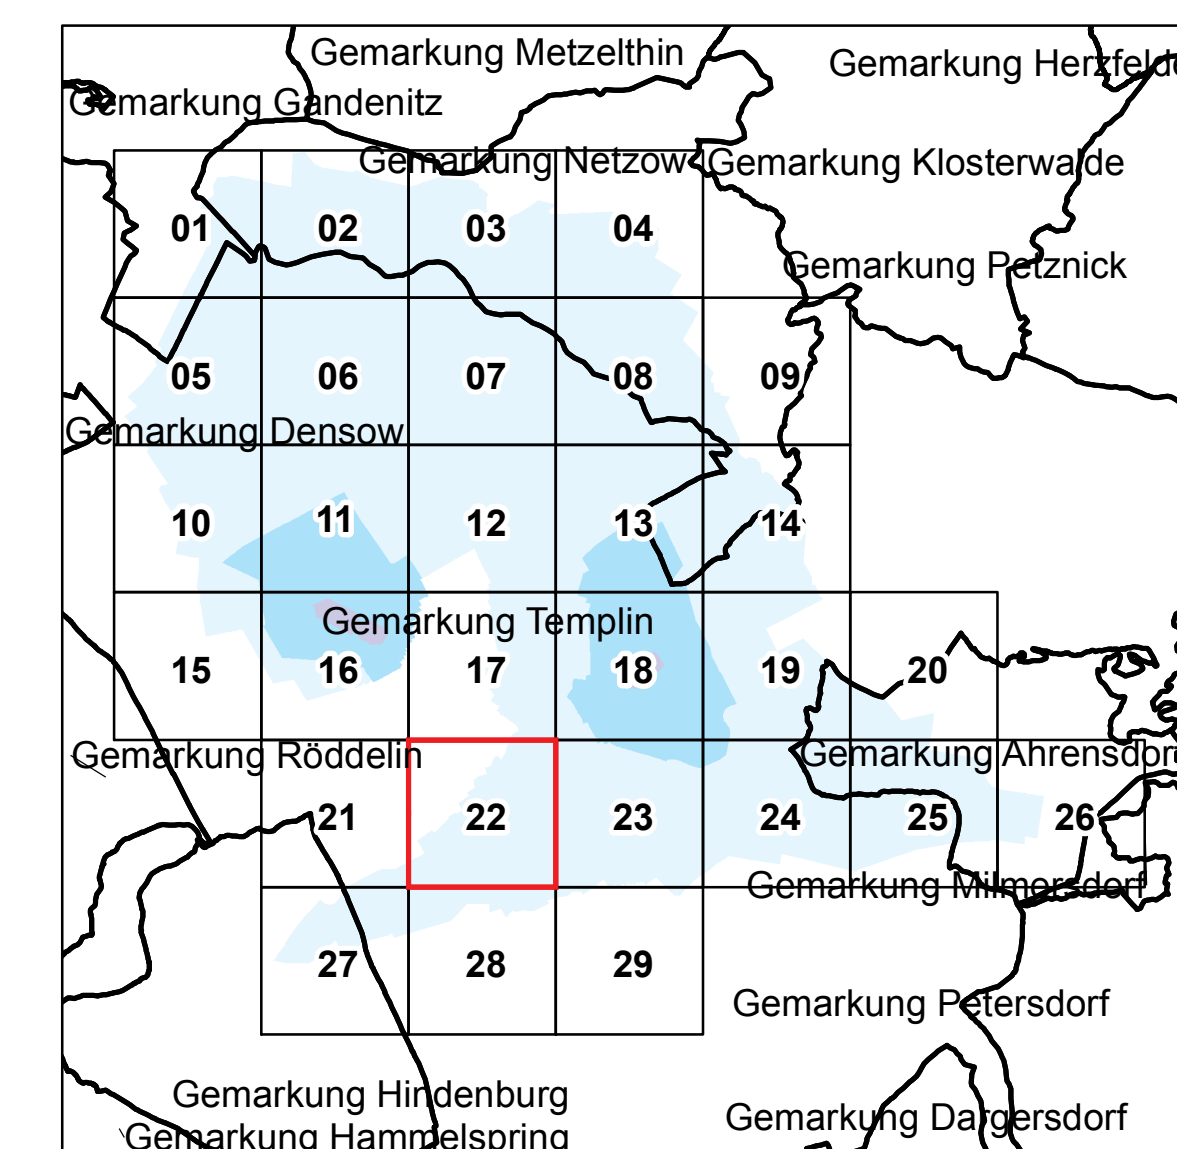 Gemarkung Metzelthin
Gemarkung Herzfelde
Gemarkung Gandenitz
Gemarkung Netzow
Gemarkung Klosterwalde
01 02 03 04
Gemarkung Petznick
05 06 07 08 09
Gemarkung Densow
10 11 12 13 14
Gemarkung Templin
15 16 17 18 19 20
Gemarkung Röddelin
Gemarkung Ahrensdorf
21 22 23 24 25 26
Gemarkung Milmersdorf
27 28 29
Gemarkung Petersdorf
Gemarkung Hindenburg
Gemarkung Dargersdorf
Gemarkung Hammelspring